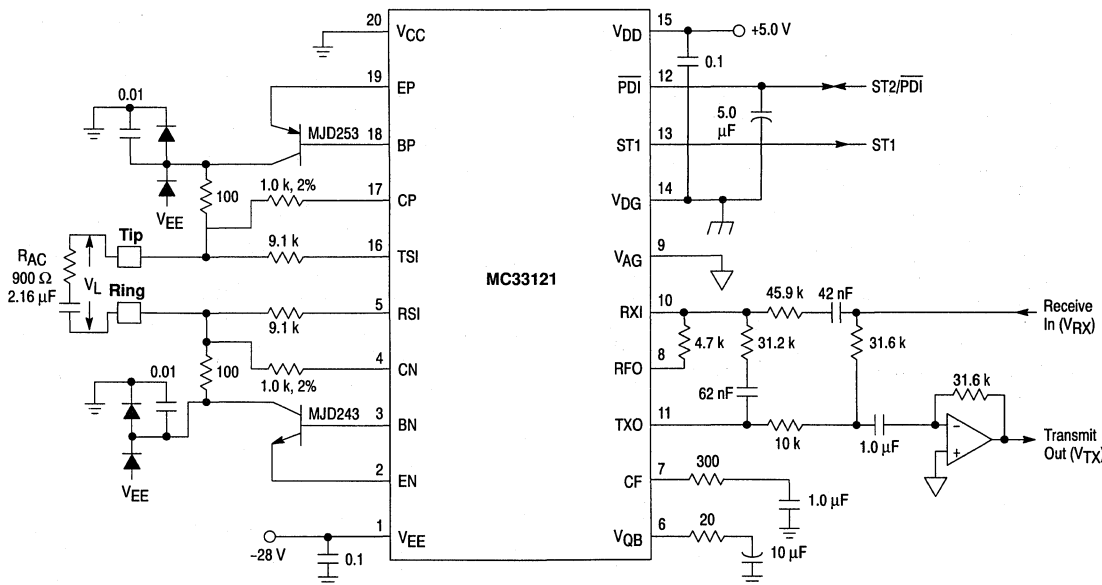 20
VCC
15
VDD
+5.0 V
0.1
19
EP
12
PDI
ST2/PDI
0.01
MJD253
18
BP
5.0
µF
13
ST1
ST1
100
1.0 k, 2%
17
CP
14
VDG
VEE
Tip
9.1 k
16
TSI
MC33121
9
VAG
RAC
900 Ω
2.16 µF
VL
Ring
5
RSI
9.1 k
10
RXI
45.9 k
42 nF
Receive
In (VRX)
4.7 k
31.2 k
31.6 k
4
CN
8
RFO
0.01
100
1.0 k, 2%
62 nF
31.6 k
MJD243
3
BN
11
TXO
10 k
1.0 µF
–
+
Transmit
Out (VTX)
VEE
2
EN
7
CF
300
1.0 µF
1
VEE
–28 V
0.1
6
VQB
20
10 µF